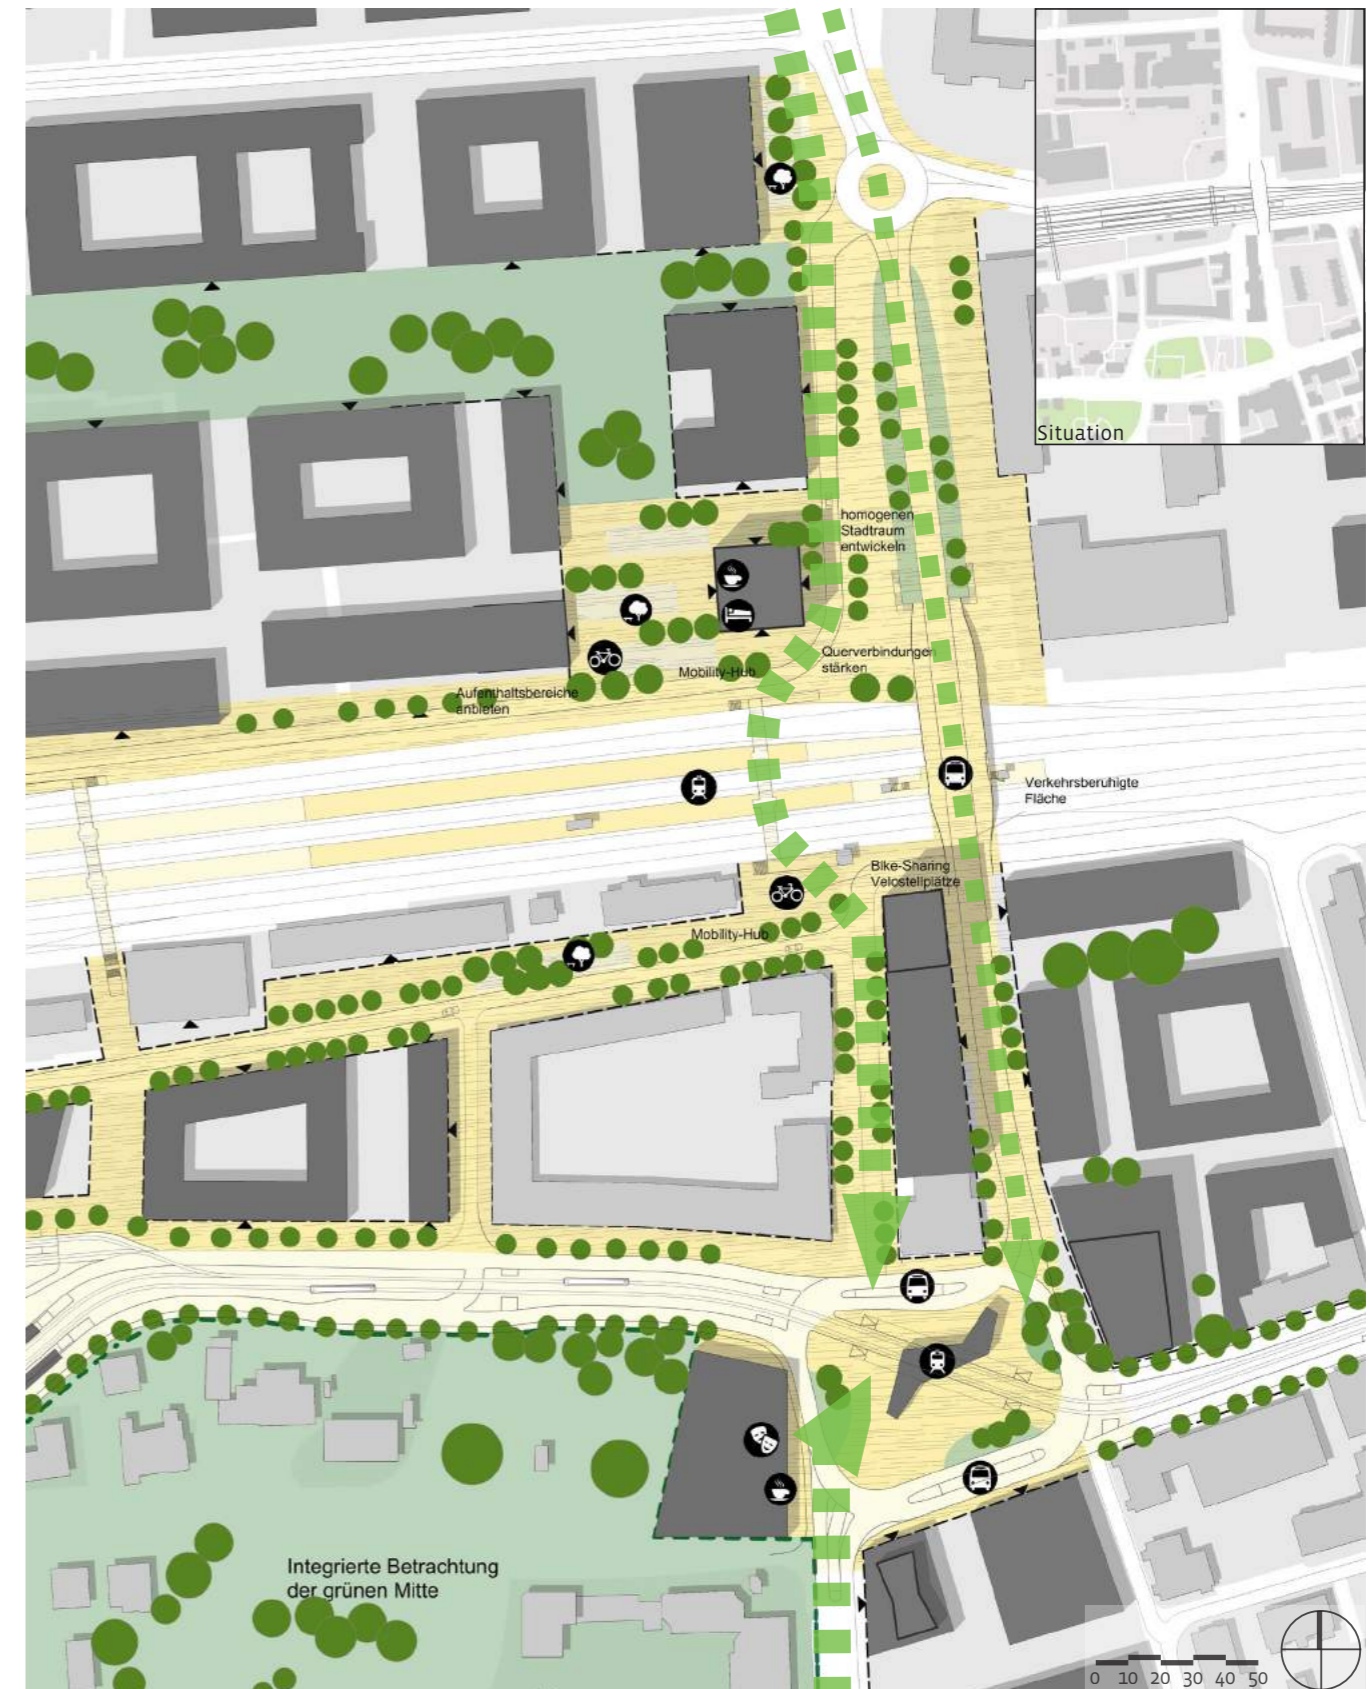 Situation
homogenen
Stadtraum
entwickeln
Querverbindungen
stärken
Mobility-Hub
Aufenthaltsbereiche
anbieten
Verkehrsberuhigte
Fläche
Bike-Sharing
Velostellplätze
Mobility-Hub
Integrierte Betrachtung
der grünen Mitte
0 10 20 30 40 50